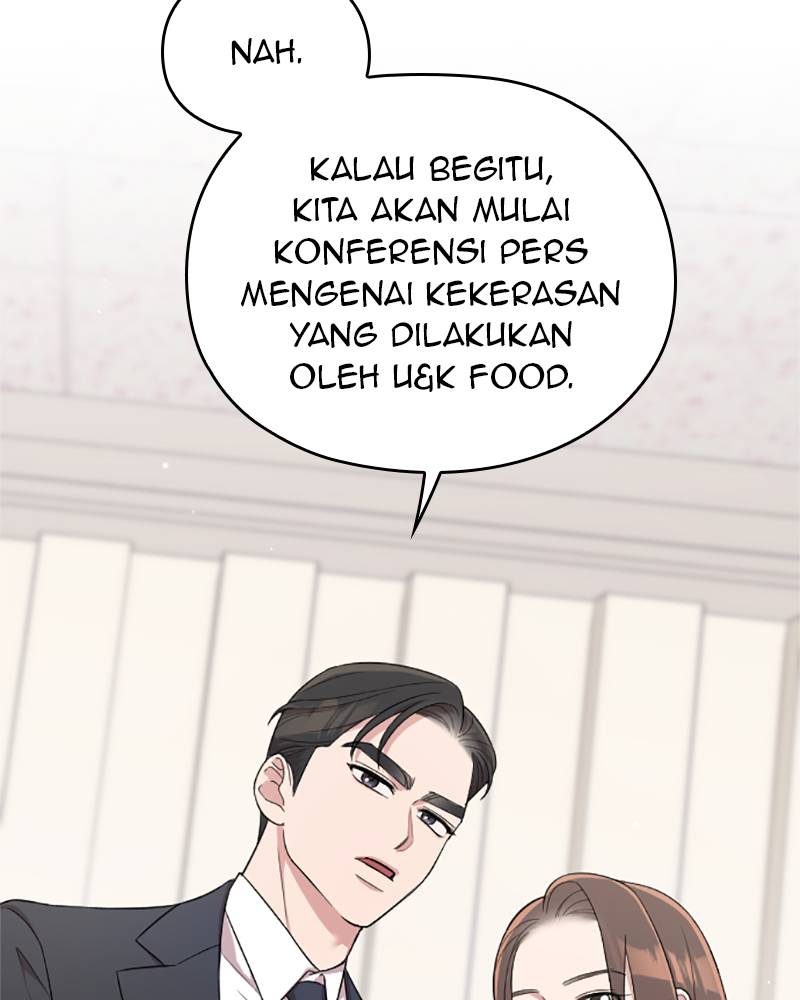 NAH.
KALAU BEGITU,
KITA AKAN MULAI
KONFERENSI PERS
MENGENAI KEKERASAN
YANG DILAKUKAN
OLEH U&K FOOD.